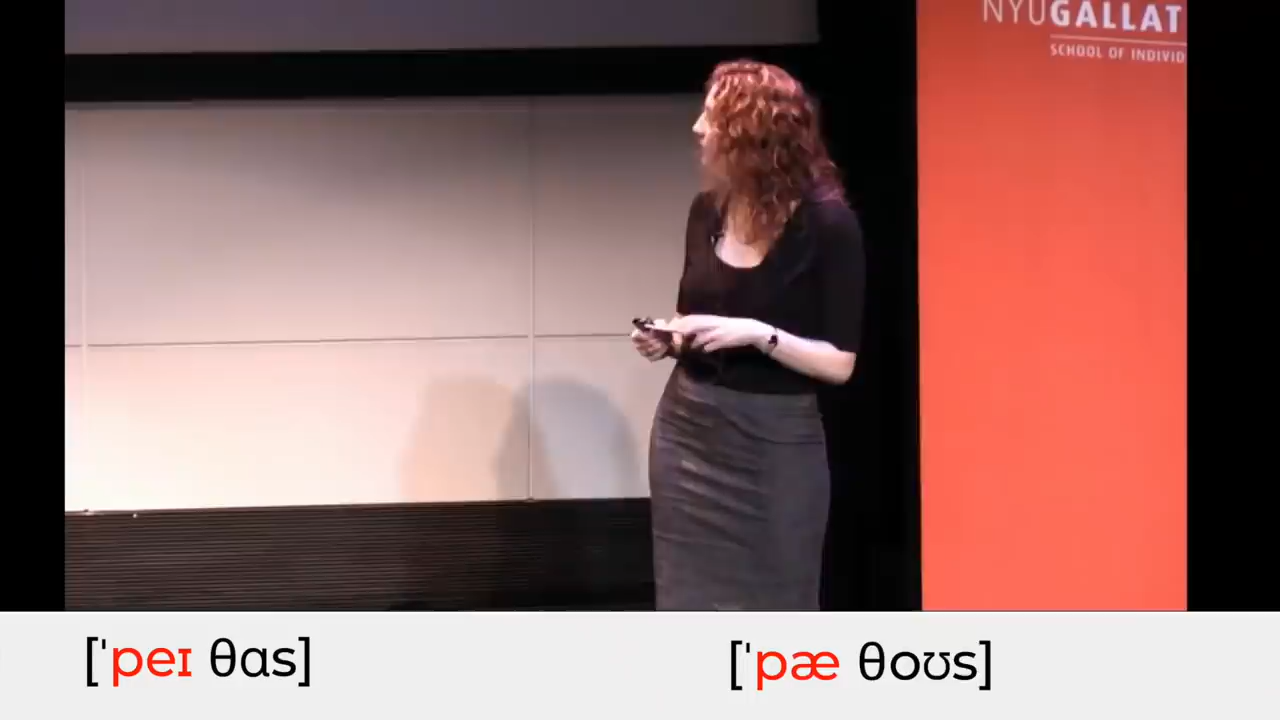 NYUGALLAT
SCHOOL OF INDIVID
[ˈpeɪ θɑs]
[ˈpæ θoʊs]